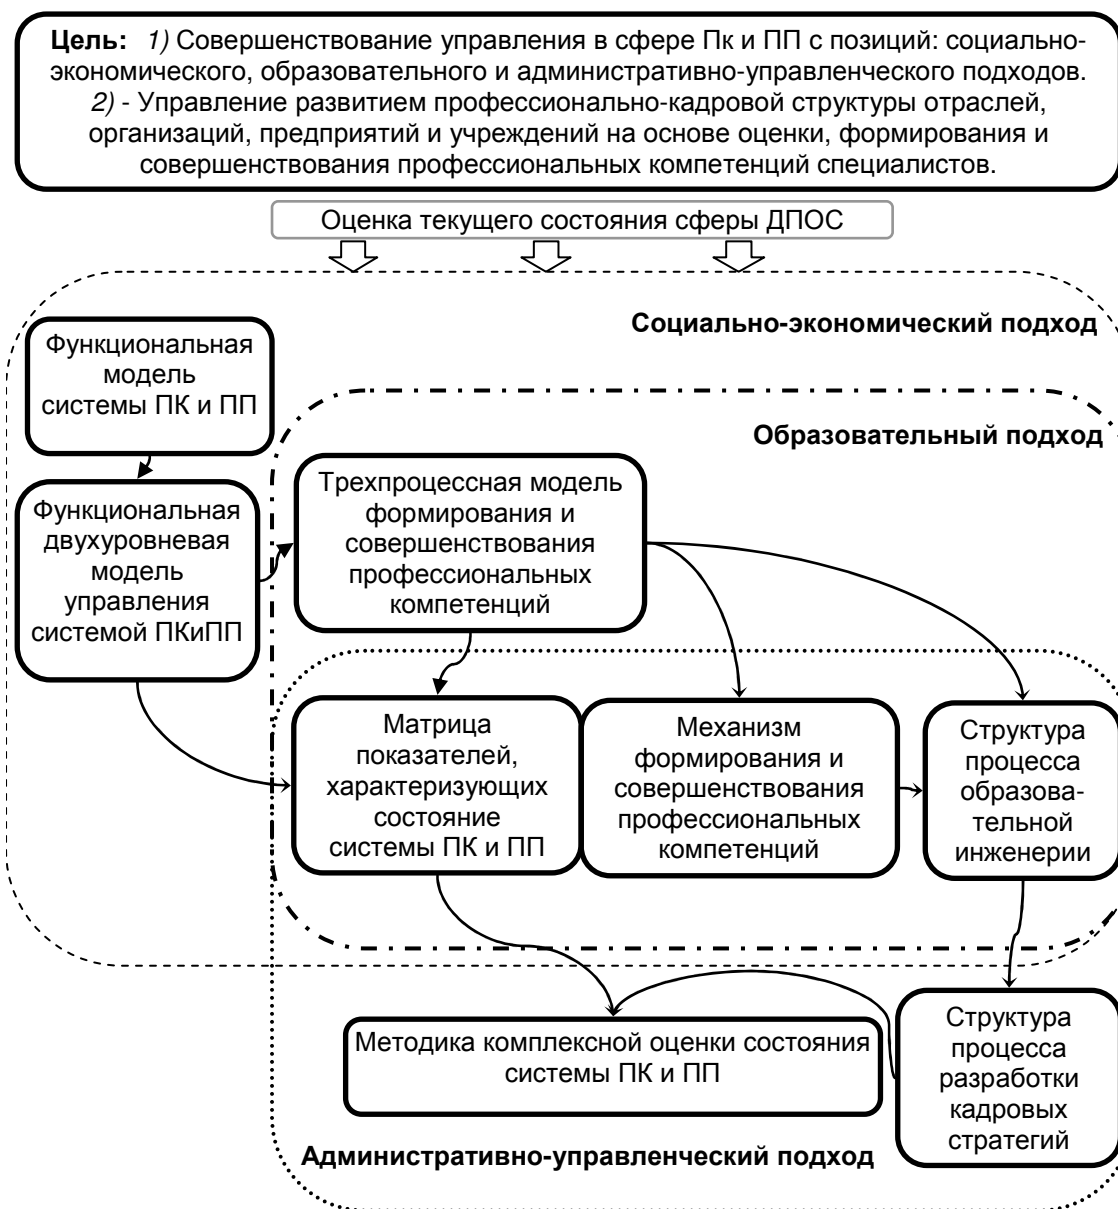 Цель: 1) Совершенствование управления в сфере Пк и ПП с позиций: социально-
экономического, образовательного и административно-управленческого подходов.
2) - Управление развитием профессионально-кадровой структуры отраслей,
организаций, предприятий и учреждений на основе оценки, формирования и
совершенствования профессиональных компетенций специалистов.
Оценка текущего состояния сферы ДПОС
Социально-экономический подход
Функциональная
модель
системы ПК и ПП
Образовательный подход
Функциональная
двухуровневая
модель
управления
системой ПКиПП
Трехпроцессная модель
формирования и
совершенствования
профессиональных
компетенций
Матрица
показателей,
характеризующих
состояние
системы ПК и ПП
Механизм
формирования и
совершенствования
профессиональных
компетенций
Структура
процесса
образова-
тельной
инженерии
Методика комплексной оценки состояния
системы ПК и ПП
Структура
процесса
разработки
кадровых
стратегий
Административно-управленческий подход